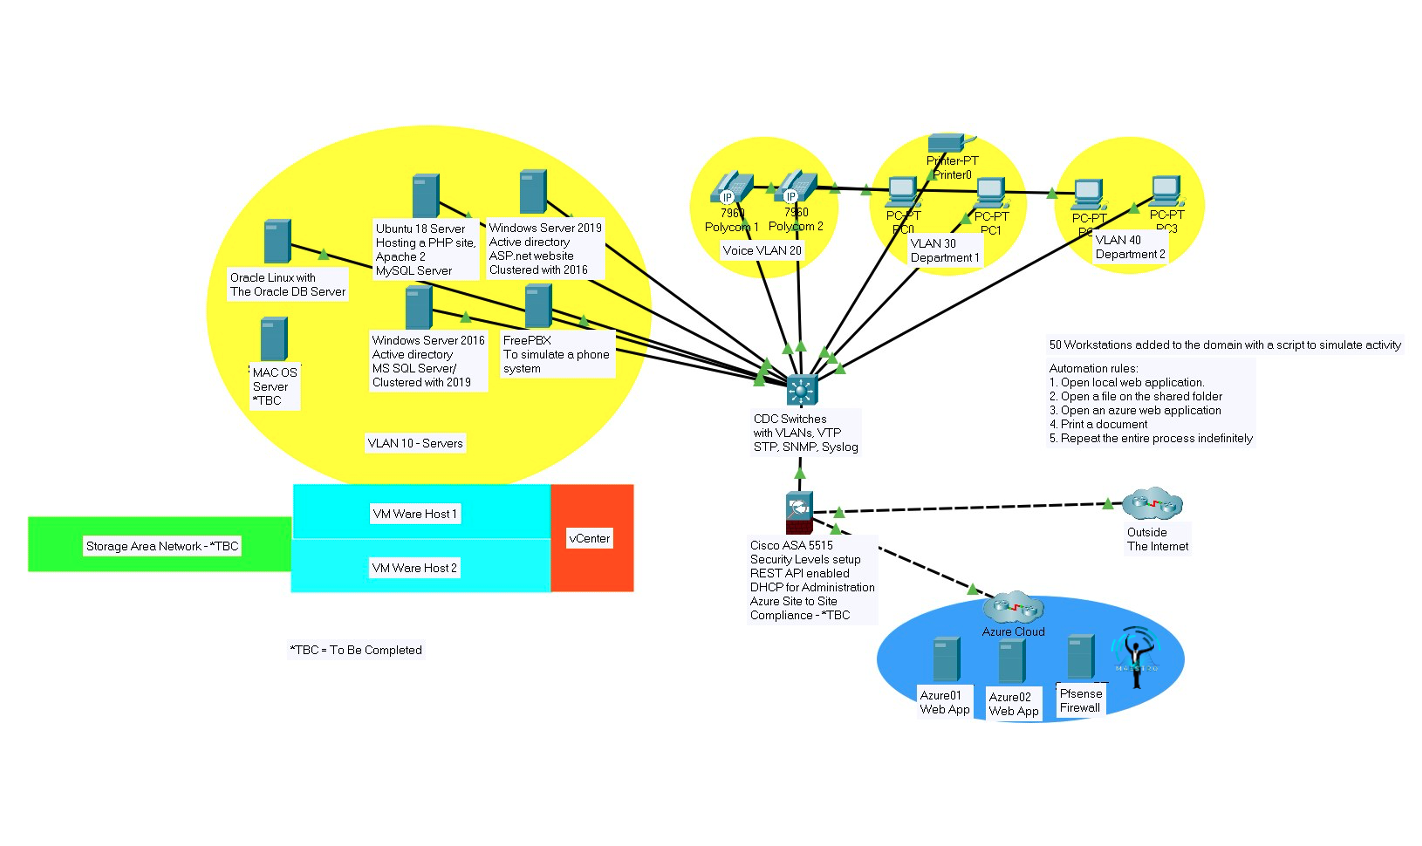 Oracle Linux with
The Oracle DB Server
Ubuntu 18 Server
Hosting a PHP site,
Apache 2
MySQL Server
Windows Server 2019
Active directory
ASP.net website
Clustered with 2016
MAC OS
Server
*TBC
Windows Server 2016
Active directory
MS SQL Server/
Clustered with 2019
FreePBX
To simulate a phone
system
VLAN 10 - Servers
VM Ware Host 1
VM Ware Host 2
vCenter
Storage Area Network - *TBC
*TBC = To Be Completed
IP
7960
Polycom 1
IP
7960
Polycom 2
Voice VLAN 20
Printer-PT
Printer0
PC-PT
PC0
PC-PT
PC1
VLAN 30
Department 1
PC-PT
PC-PT
PC3
VLAN 40
Department 2
CDC Switches
with VLANs, VTP
STP, SNMP, Syslog
50 Workstations added to the domain with a script to simulate activity
Automation rules:
1. Open local web application.
2. Open a file on the shared folder
3. Open an azure web application
4. Print a document
5. Repeat the entire process indefinitely
Cisco ASA 5515
Security Levels setup
REST API enabled
DHCP for Administration
Azure Site to Site
Compliance - *TBC
Outside
The Internet
Azure Cloud
Azure01
Web App
Azure02
Web App
Pfsense
Firewall